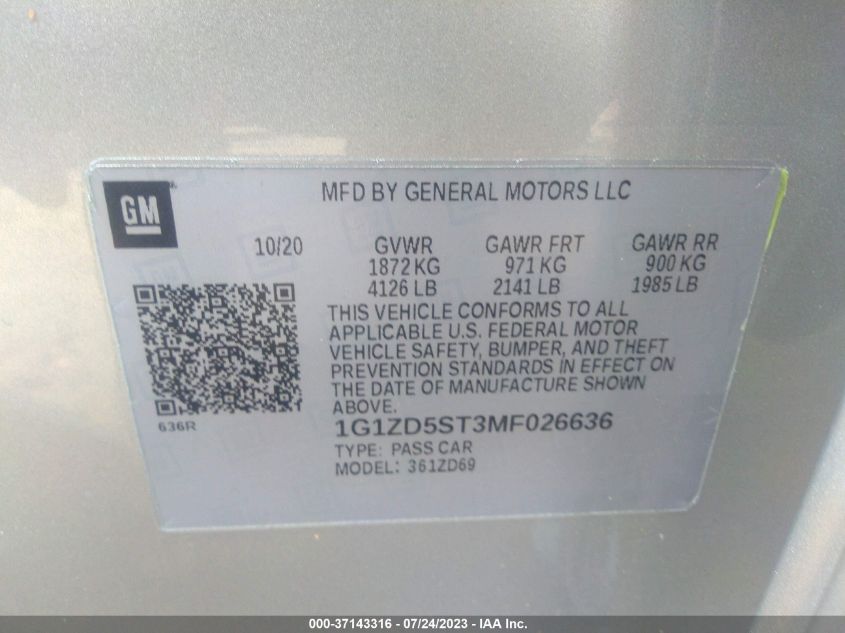 GM
MFD BY GENERAL MOTORS LLC
10/20 GVWR GAWR FRT GAWR RR
1872 KG 971 KG 900 KG
4126 LB 2141 LB 1985 LB
THIS VEHICLE CONFORMS TO ALL
APPLICABLE U.S. FEDERAL MOTOR
VEHICLE SAFETY, BUMPER, AND THEFT
PREVENTION STANDARDS IN EFFECT ON
THE DATE OF MANUFACTURE SHOWN
ABOVE.
636R
1G1ZD5ST3MF026636
TYPE: PASS CAR
MODEL: 361ZD69
000-37143316 - 07/24/2023 - IAA Inc.